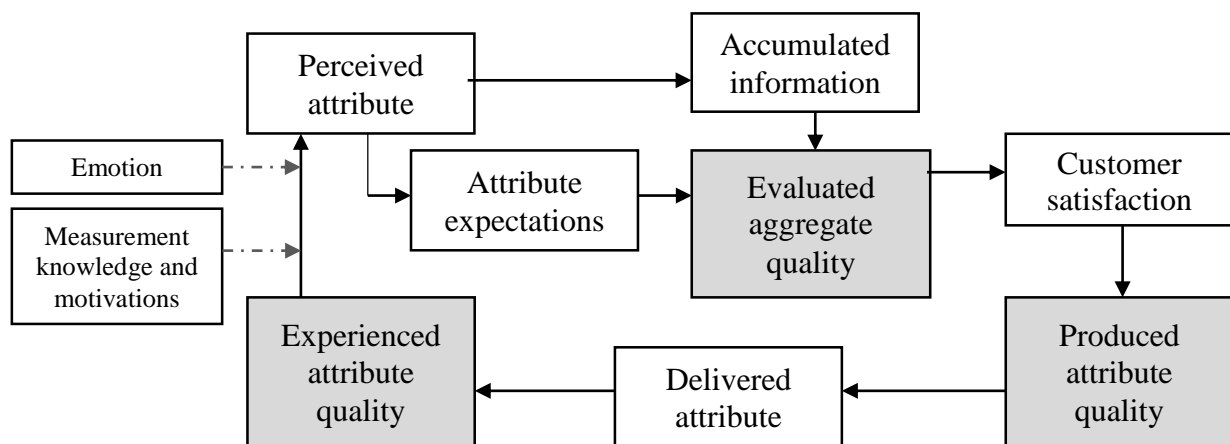 Perceived
attribute
Accumulated
information
Emotion
Attribute
expectations
Evaluated
aggregate
quality
Customer
satisfaction
Measurement
knowledge and
motivations
Experienced
attribute
quality
Delivered
attribute
Produced
attribute
quality